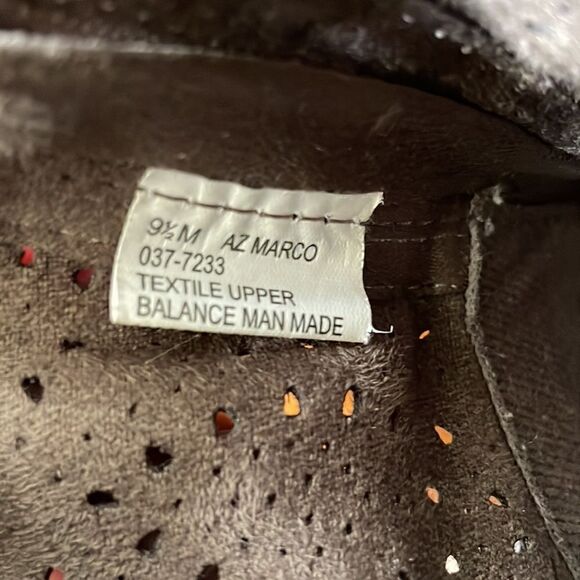 9½M AZ MARCO
037-7233
TEXTILE UPPER
BALANCE MAN MADE